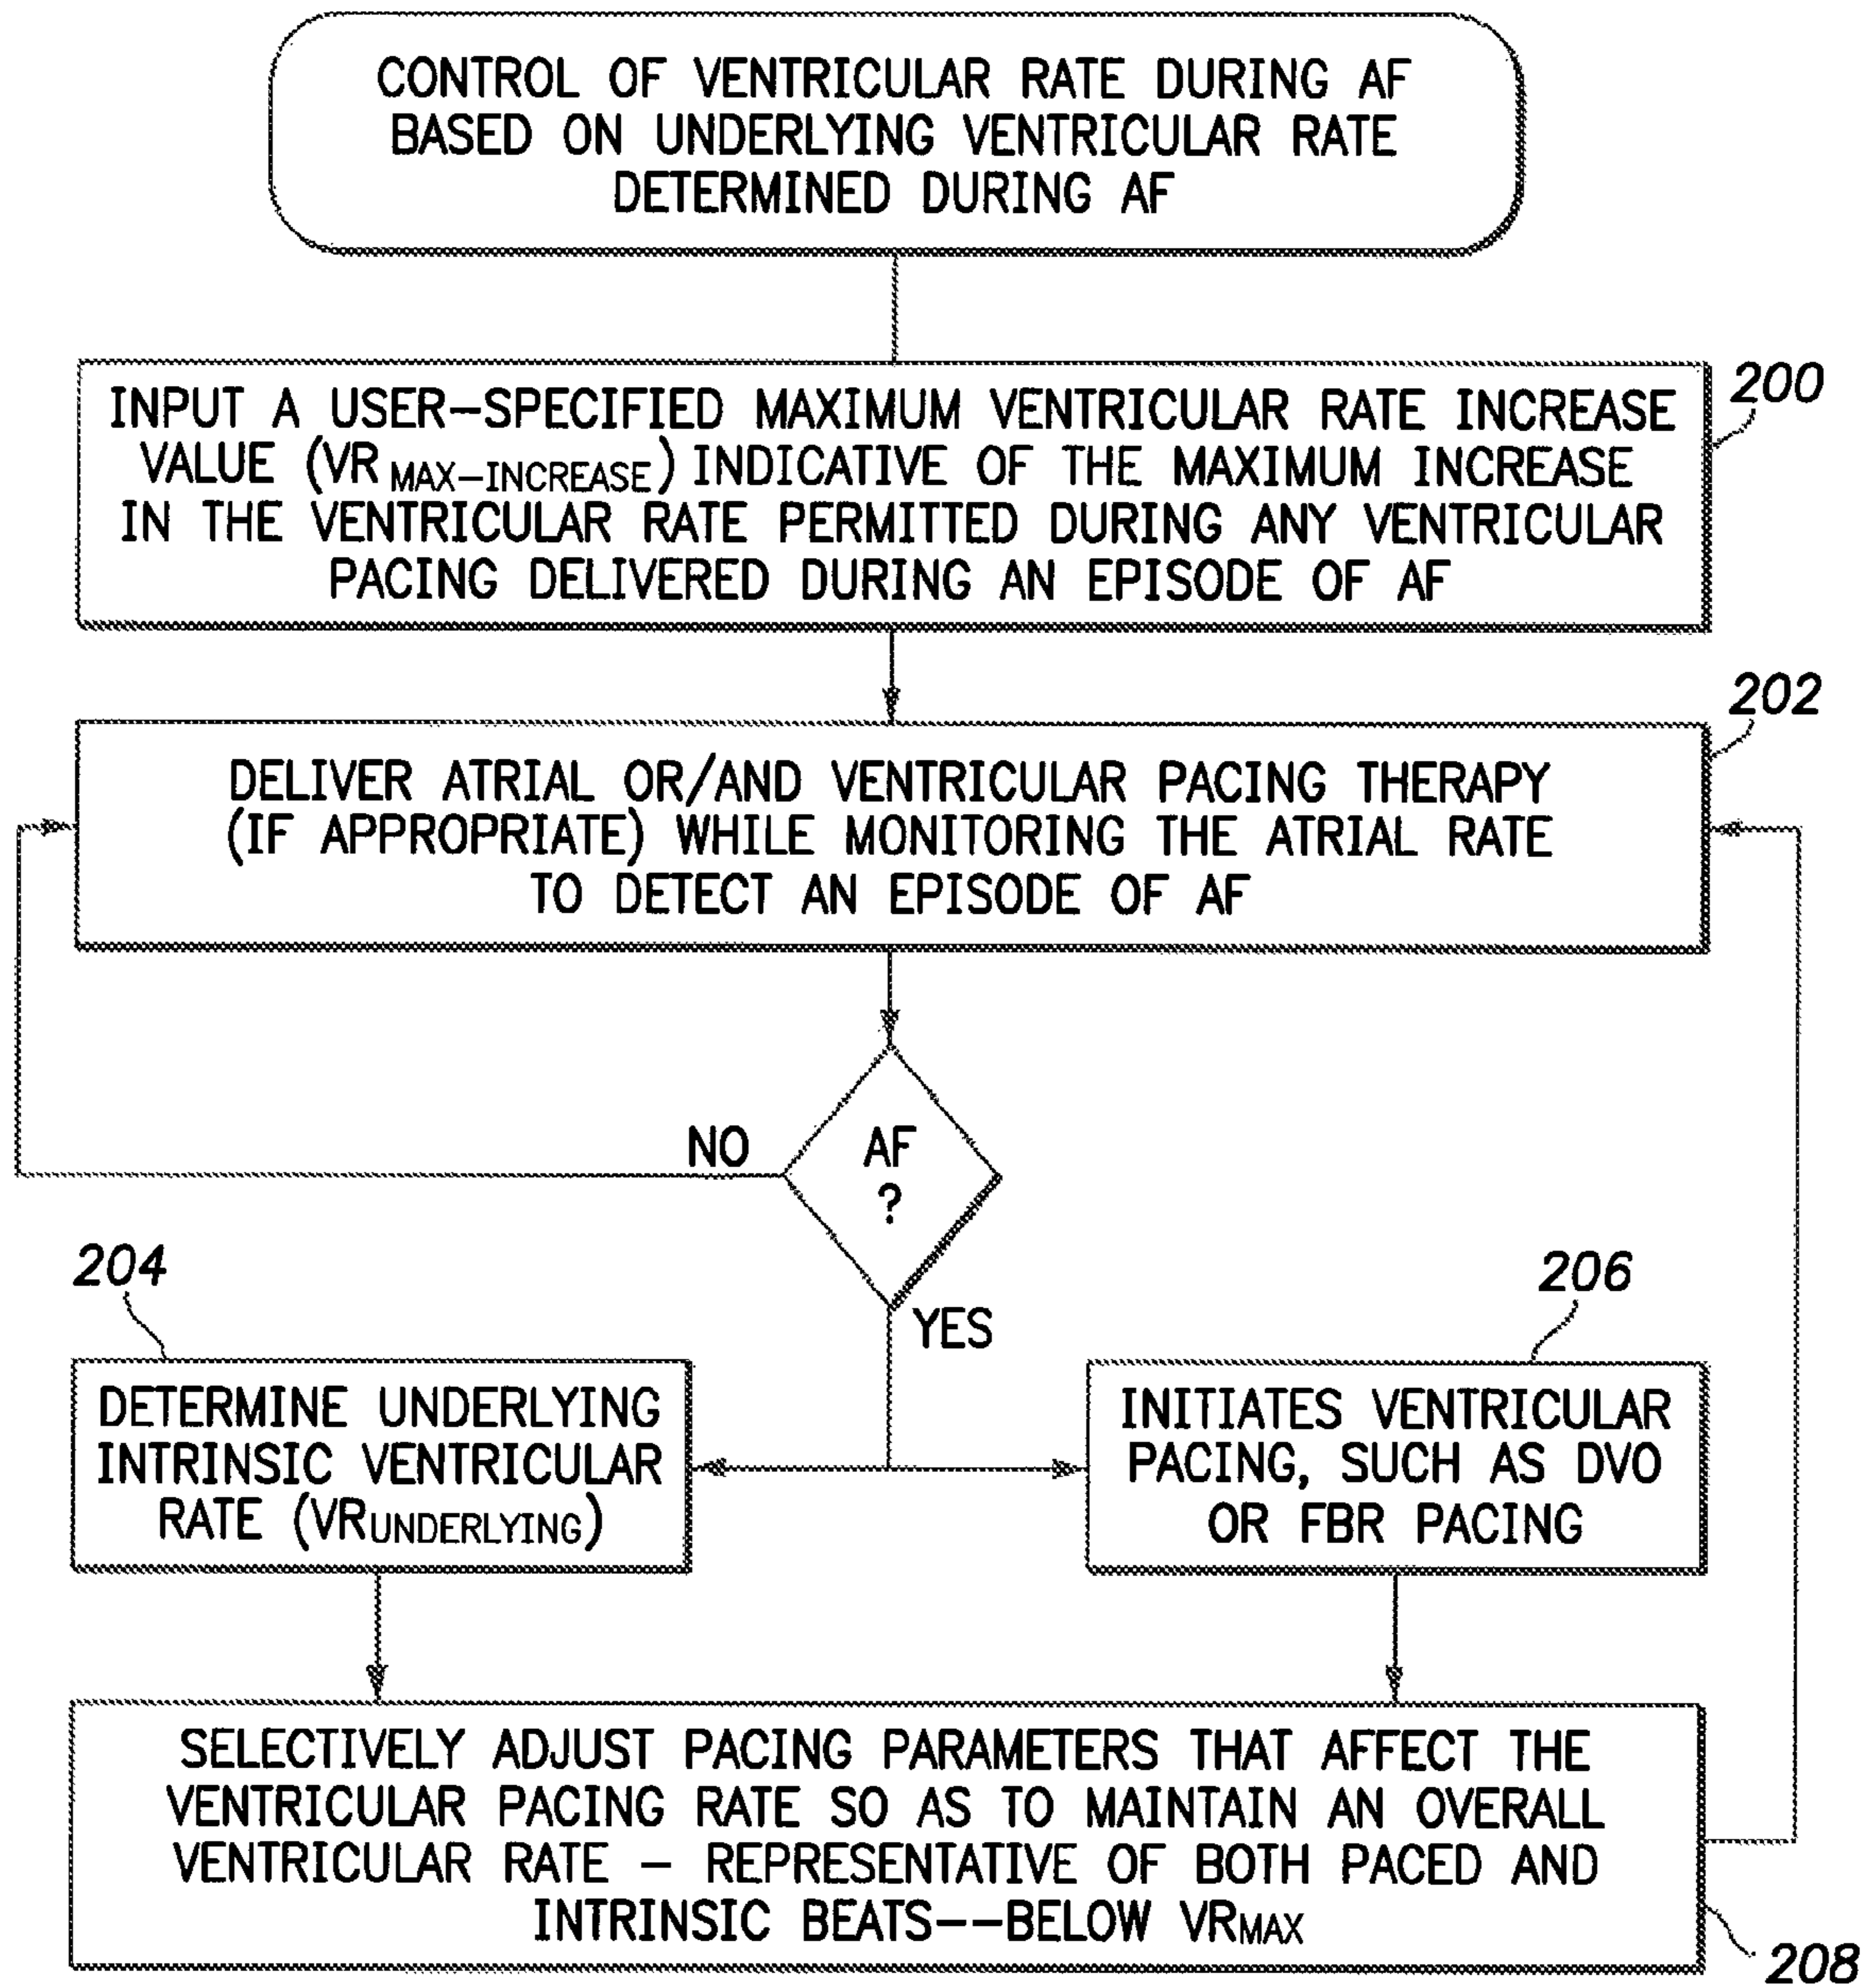 CONTROL OF VENTRICULAR RATE DURING AF
BASED ON UNDERLYING VENTRICULAR RATE
DETERMINED DURING AF
200
INPUT A USER-SPECIFIED MAXIMUM VENTRICULAR RATE INCREASE
VALUE (VR MAX-INCREASE) INDICATIVE OF THE MAXIMUM INCREASE
IN THE VENTRICULAR RATE PERMITTED DURING ANY VENTRICULAR
PACING DELIVERED DURING AN EPISODE OF AF
202
DELIVER ATRIAL OR/AND VENTRICULAR PACING THERAPY
(IF APPROPRIATE) WHILE MONITORING THE ATRIAL RATE
TO DETECT AN EPISODE OF AF
NO
AF
?
YES
204
DETERMINE UNDERLYING
INTRINSIC VENTRICULAR
RATE (VRUNDERLYING)
206
INITIATES VENTRICULAR
PACING, SUCH AS DVO
OR FBR PACING
SELECTIVELY ADJUST PACING PARAMETERS THAT AFFECT THE
VENTRICULAR PACING RATE SO AS TO MAINTAIN AN OVERALL
VENTRICULAR RATE - REPRESENTATIVE OF BOTH PACED AND
INTRINSIC BEATS--BELOW VRMAX
208